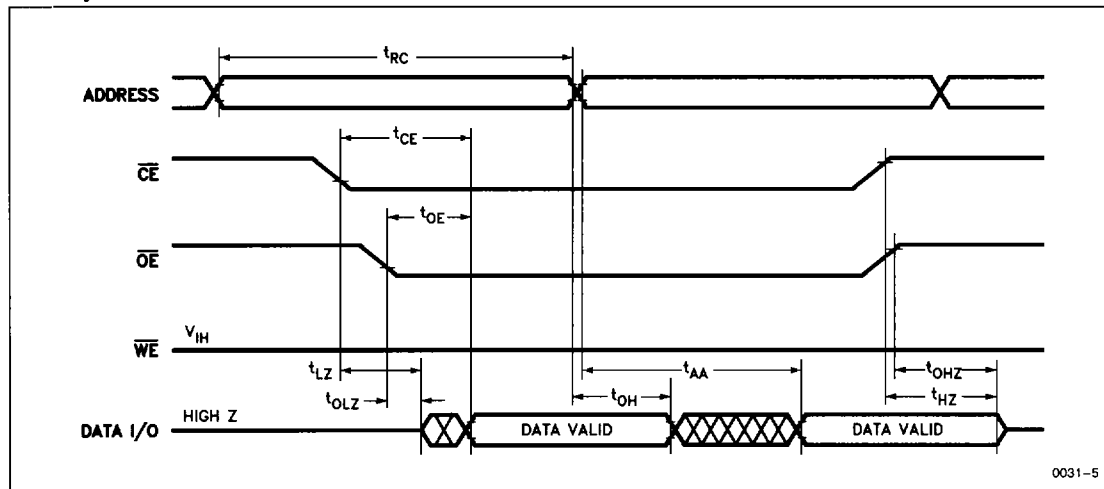 tRC
ADDRESS
tCE
CE
tOE
OE
VIH
WE
tLZ
tAA
tOHZ
tOLZ
tOH
tHZ
HIGH Z
DATA I/O
DATA VALID
DATA VALID
0031-5